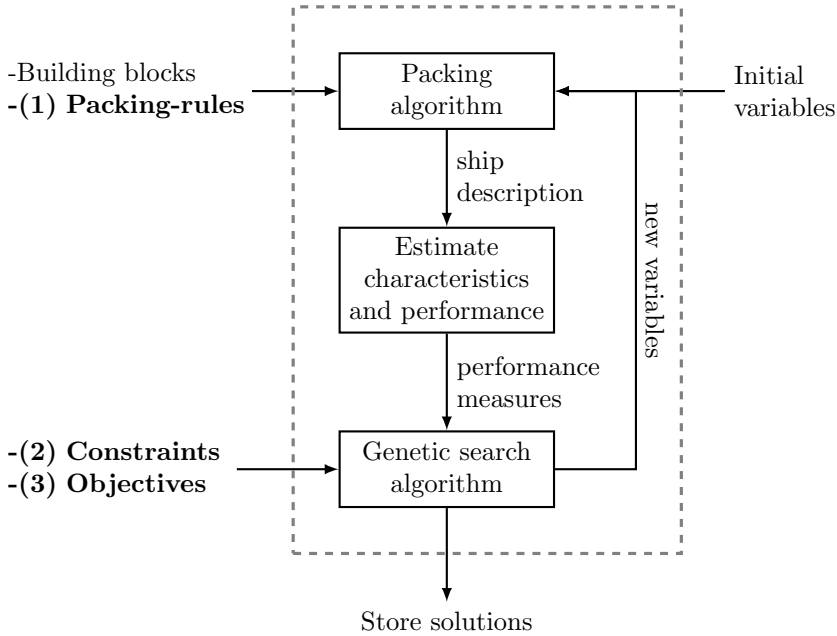 -Building blocks
-(1) Packing-rules
Packing
algorithm
Initial
variables
ship
description
new variables
Estimate
characteristics
and performance
performance
measures
-(2) Constraints
-(3) Objectives
Genetic search
algorithm
Store solutions